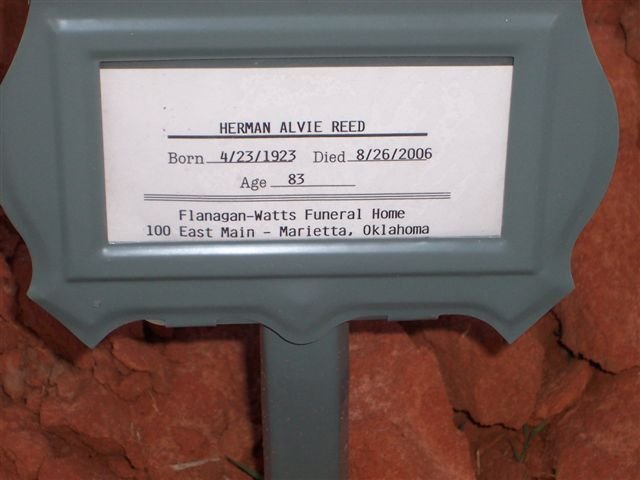 HERMAN ALVIE REED
Born 4/23/1923 Died 8/26/2006
Age 83
Flanagan-Watts Funeral Home
100 East Main - Marietta, Oklahoma